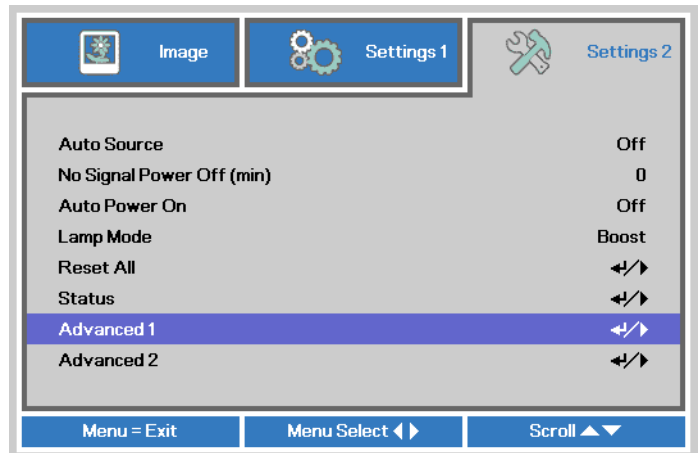 Image Settings 1 Settings 2
Auto Source Off
No Signal Power Off (min) 0
Auto Power On Off
Lamp Mode Boost
Reset All ↵/▶
Status ↵/▶
Advanced 1 ↵/▶
Advanced 2 ↵/▶
Menu = Exit Menu Select ◀▶ Scroll ▲▼